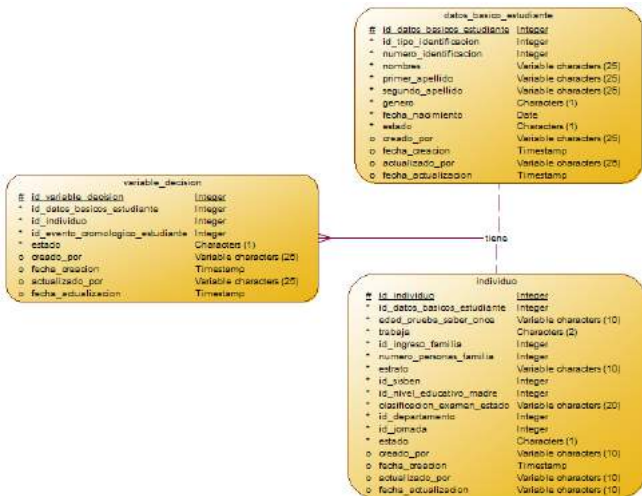 datos_basico_estudiante
# id_datos_basicos_estudiante Integer
* id_tipo_identificacion Integer
* numero_identificacion Integer
* nombres Variable characters (25)
* primer_apellido Variable characters (25)
* segundo_apellido Variable characters (25)
* genero Characters (1)
* fecha_nacimiento Date
* estado Characters (1)
o creado_por Variable characters (25)
o fecha_creacion Timestamp
o actualizado_por Variable characters (25)
o fecha_actualizacion Timestamp
variable_decision
# id_variable_decision Integer
* id_datos_basicos_estudiante Integer
* id_individuo Integer
* id_evento_cromologico_estudiante Integer
* estado Characters (1)
o creado_por Variable characters (25)
o fecha_creacion Timestamp
o actualizado_por Variable characters (25)
o fecha_actualizacion Timestamp
tiene
individuo
# id_individuo Integer
* id_datos_basicos_estudiante Integer
* edad_prueba_saber_once Variable characters (10)
* trabaja Characters (2)
* id_ingreso_familia Integer
* numero_personas_familia Integer
* estrato Variable characters (10)
* id_sisben Integer
* id_nivel_educativo_madre Integer
* clasificacion_examen_estado Variable characters (20)
* id_departamento Integer
* id_jornada Integer
* estado Characters (1)
o creado_por Variable characters (10)
o fecha_creacion Timestamp
o actualizado_por Variable characters (10)
o fecha_actualizacion Variable characters (10)